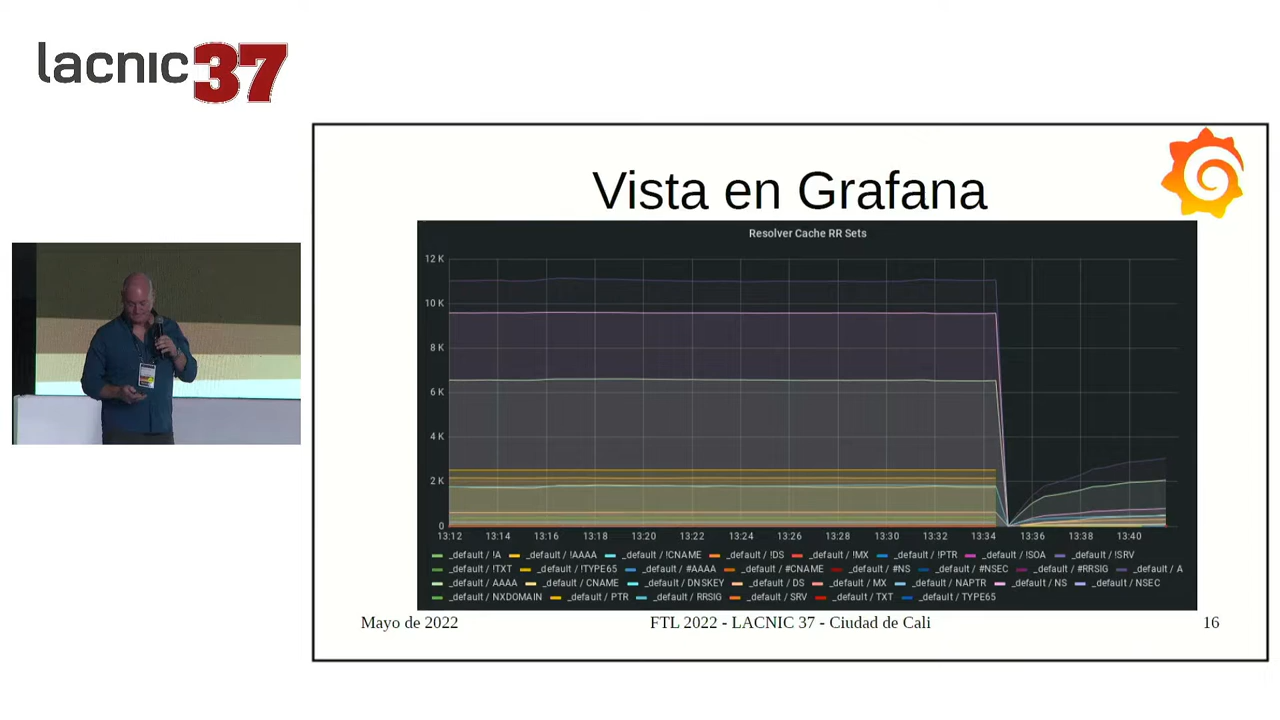 lacnic37
Vista en Grafana
Resolver Cache RR Sets
12 K
10 K
8 K
6 K
4 K
2 K
0
13:12 13:14 13:16 13:18 13:20 13:22 13:24 13:26 13:28 13:30 13:32 13:34 13:36 13:38 13:40
_default / !A _default / !AAAA _default / !CNAME _default / !DS _default / !MX _default / !PTR _default / !SOA _default / !SRV
_default / !TXT _default / !TYPE65 _default / #AAAA _default / #CNAME _default / #NS _default / #NSEC _default / #RRSIG _default / A
_default / AAAA _default / CNAME _default / DNSKEY _default / DS _default / MX _default / NAPTR _default / NS _default / NSEC
_default / NXDOMAIN _default / PTR _default / RRSIG _default / SRV _default / TXT _default / TYPE65
Mayo de 2022 FTL 2022 - LACNIC 37 - Ciudad de Cali 16